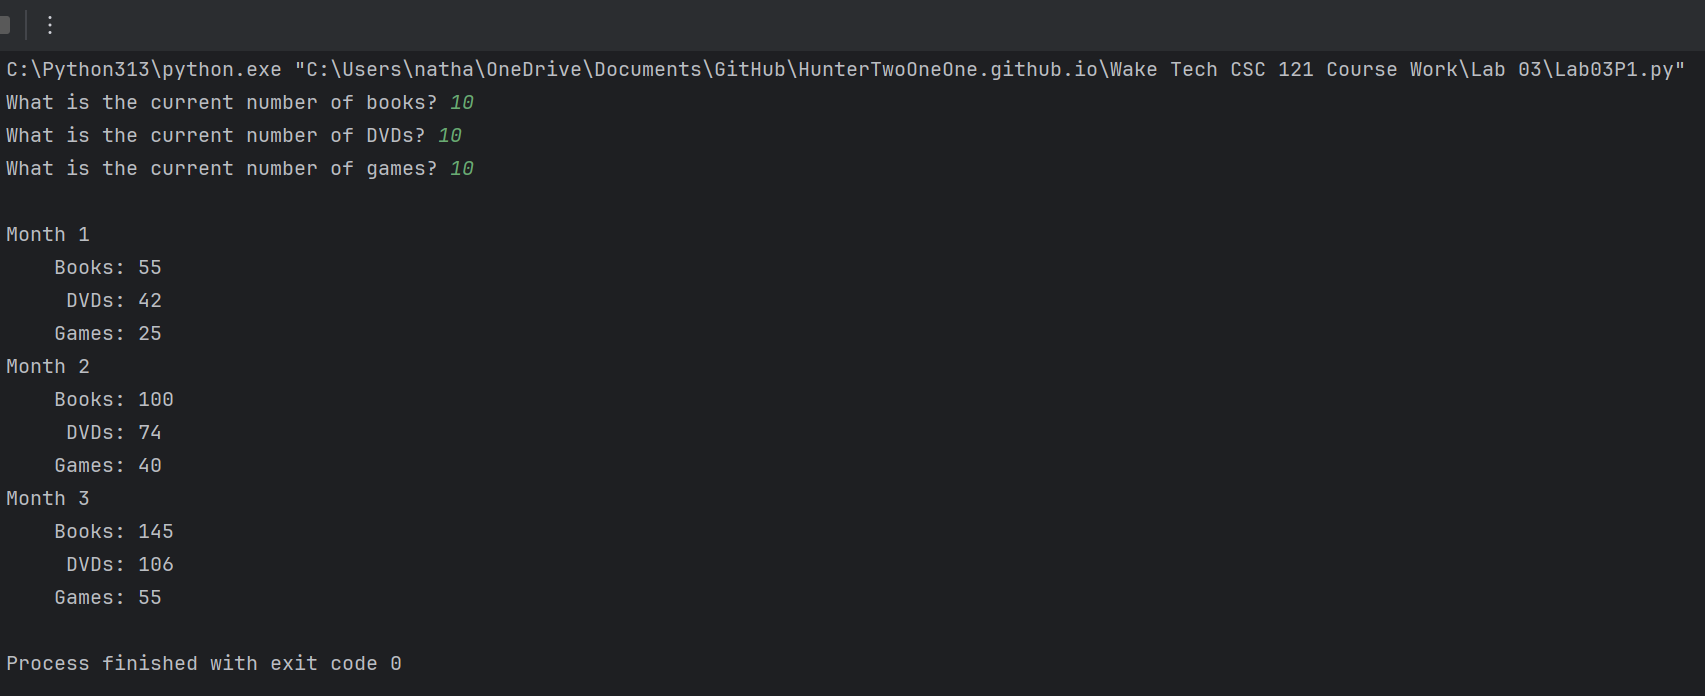 C:\Python313\python.exe "C:\Users\natha\OneDrive\Documents\GitHub\HunterTwoOneOne.github.io\Wake Tech CSC 121 Course Work\Lab 03\Lab03P1.py"
What is the current number of books? 10
What is the current number of DVDs? 10
What is the current number of games? 10

Month 1
    Books: 55
     DVDs: 42
    Games: 25
Month 2
    Books: 100
     DVDs: 74
    Games: 40
Month 3
    Books: 145
     DVDs: 106
    Games: 55

Process finished with exit code 0